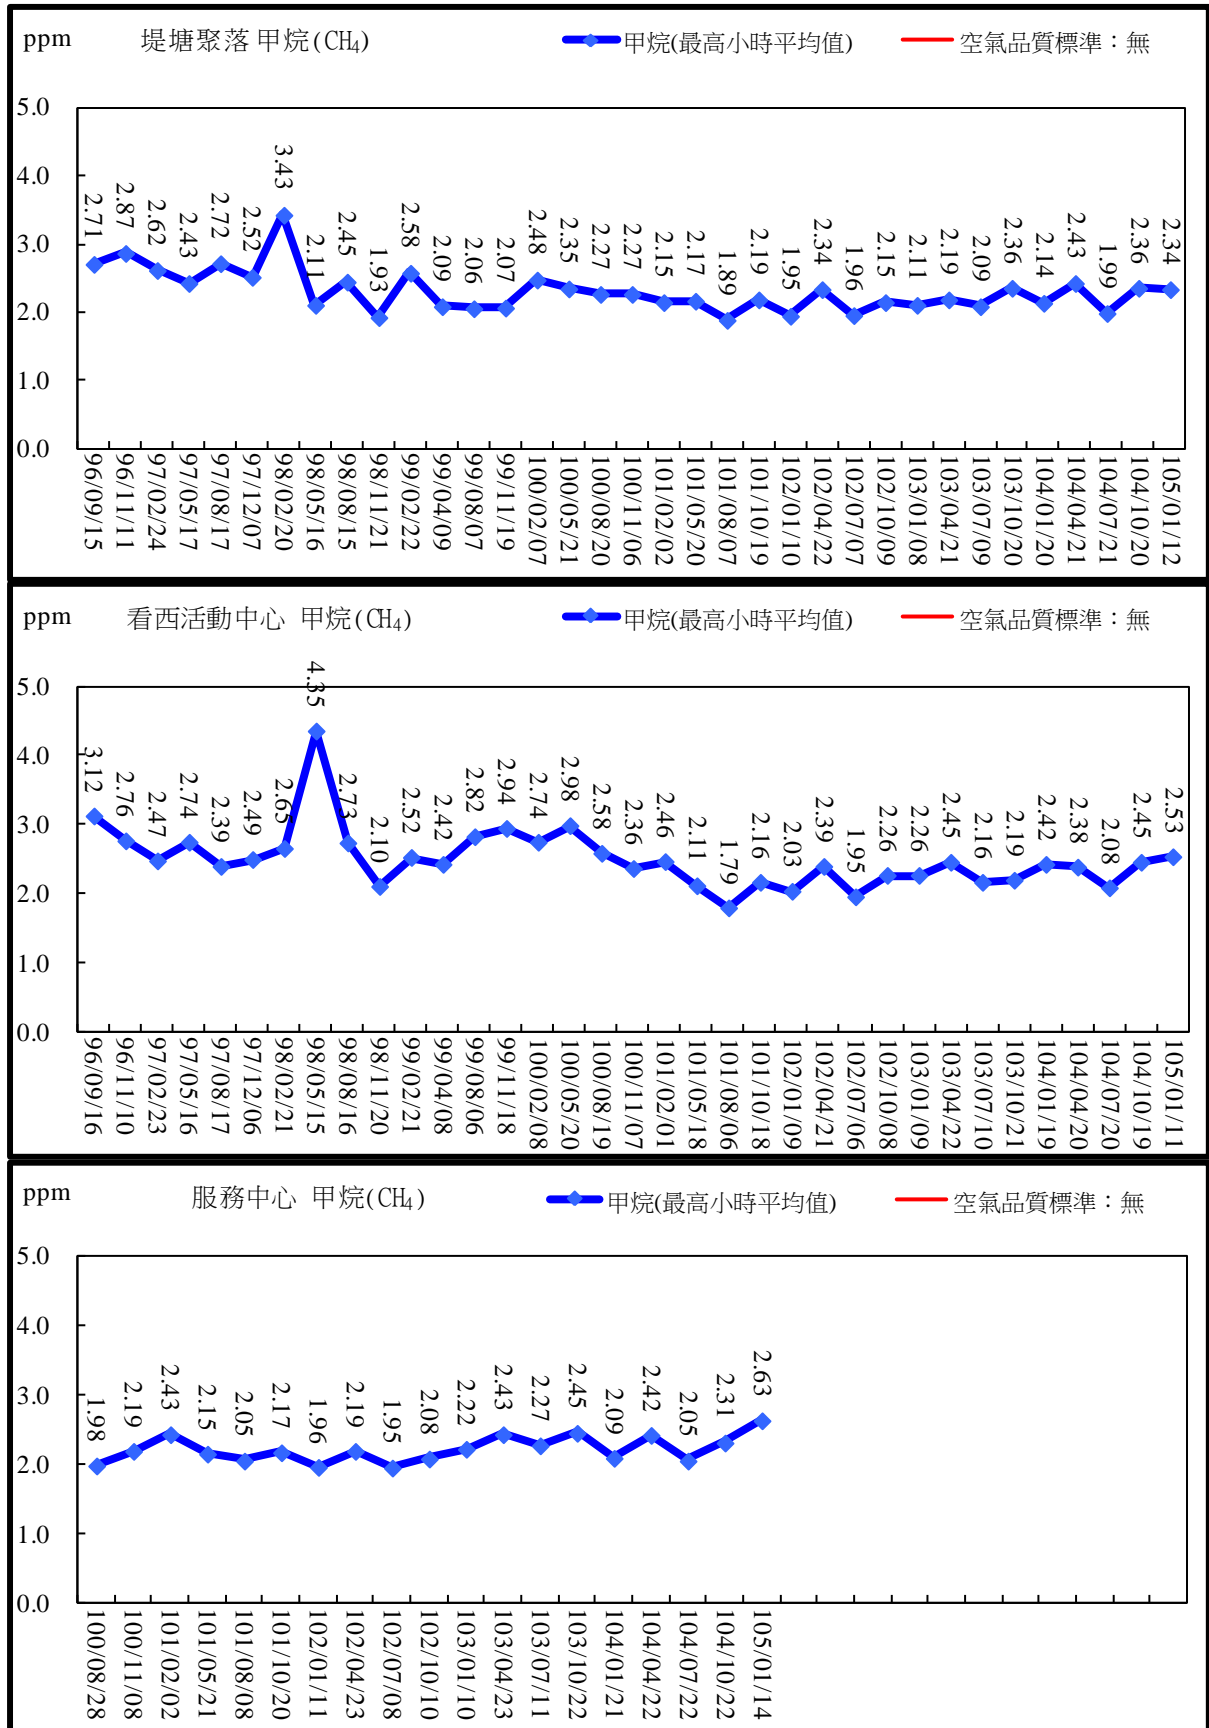 ppm 堤塘聚落 甲烷(CH₄) 甲烷(最高小時平均值) 空氣品質標準：無
5.0
4.0
3.0
2.0
1.0
0.0
2.71 2.87 2.62 2.43 2.72 2.52 3.43 2.11 2.45 1.93 2.58 2.09 2.06 2.07 2.48 2.35 2.27 2.27 2.15 2.17 1.89 2.19 1.95 2.34 1.96 2.15 2.11 2.19 2.09 2.36 2.14 2.43 1.99 2.36 2.34
96/09/15 96/11/11 97/02/24 97/05/17 97/08/17 97/12/07 98/02/20 98/05/16 98/08/15 98/11/21 99/02/22 99/04/09 99/08/07 99/11/19 100/02/07 100/05/21 100/08/20 100/11/06 101/02/02 101/05/20 101/08/07 101/10/19 102/01/10 102/04/22 102/07/07 102/10/09 103/01/08 103/04/21 103/07/09 103/10/20 104/01/20 104/04/21 104/07/21 104/10/20 105/01/12
ppm 看西活動中心 甲烷(CH₄) 甲烷(最高小時平均值) 空氣品質標準：無
5.0
4.0
3.0
2.0
1.0
0.0
3.12 2.76 2.47 2.74 2.39 2.49 2.65 4.35 2.73 2.10 2.52 2.42 2.82 2.94 2.74 2.98 2.58 2.36 2.46 2.11 1.79 2.16 2.03 2.39 1.95 2.26 2.26 2.45 2.16 2.19 2.42 2.38 2.08 2.45 2.53
96/09/16 96/11/10 97/02/23 97/05/16 97/08/17 97/12/06 98/02/21 98/05/15 98/08/16 98/11/20 99/02/21 99/04/08 99/08/06 99/11/18 100/02/08 100/05/20 100/08/19 100/11/07 101/02/01 101/05/18 101/08/06 101/10/18 102/01/09 102/04/21 102/07/06 102/10/08 103/01/09 103/04/22 103/07/10 103/10/21 104/01/19 104/04/20 104/07/20 104/10/19 105/01/11
ppm 服務中心 甲烷(CH₄) 甲烷(最高小時平均值) 空氣品質標準：無
5.0
4.0
3.0
2.0
1.0
0.0
1.98 2.19 2.43 2.15 2.05 2.17 1.96 2.19 1.95 2.08 2.22 2.43 2.27 2.45 2.09 2.42 2.05 2.31 2.63
100/08/28 100/11/08 101/02/02 101/05/21 101/08/08 101/10/20 102/01/11 102/04/23 102/07/08 102/10/10 103/01/10 103/04/23 103/07/11 103/10/22 104/01/21 104/04/22 104/07/22 104/10/22 105/01/14